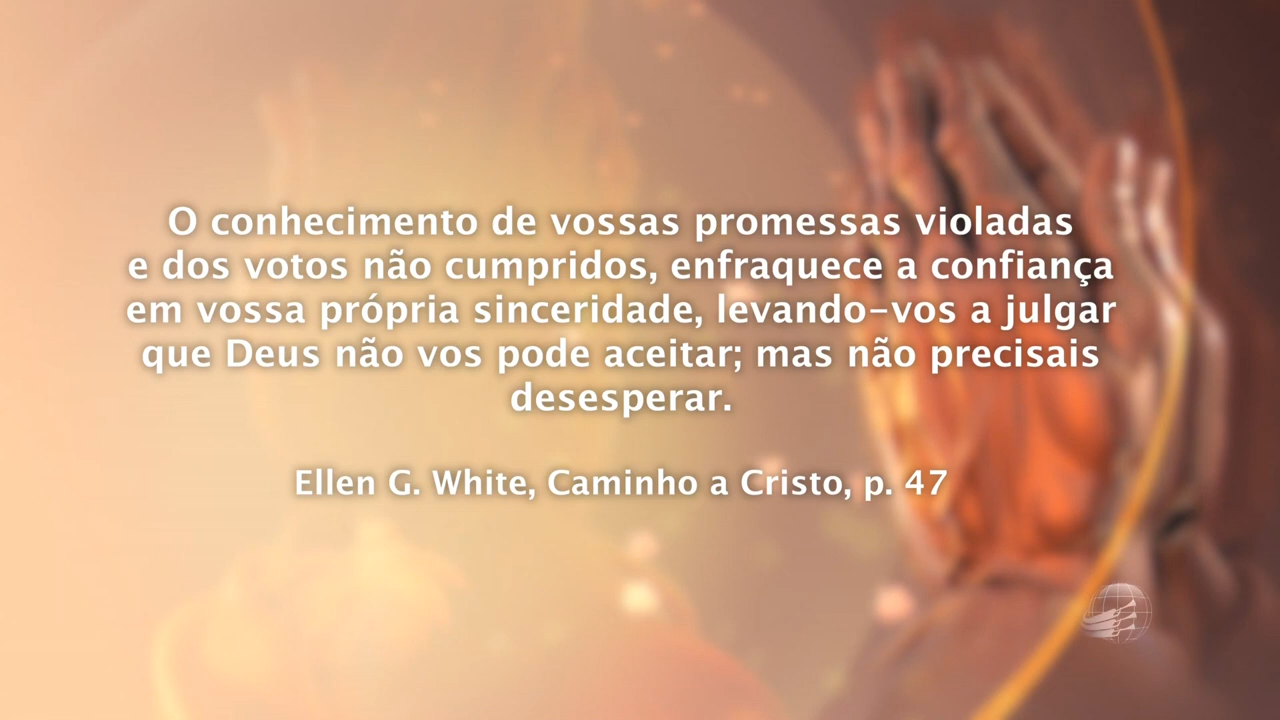 O conhecimento de vossas promessas violadas
e dos votos não cumpridos, enfraquece a confiança
em vossa própria sinceridade, levando-vos a julgar
que Deus não vos pode aceitar; mas não precisais
desesperar.
Ellen G. White, Caminho a Cristo, p. 47